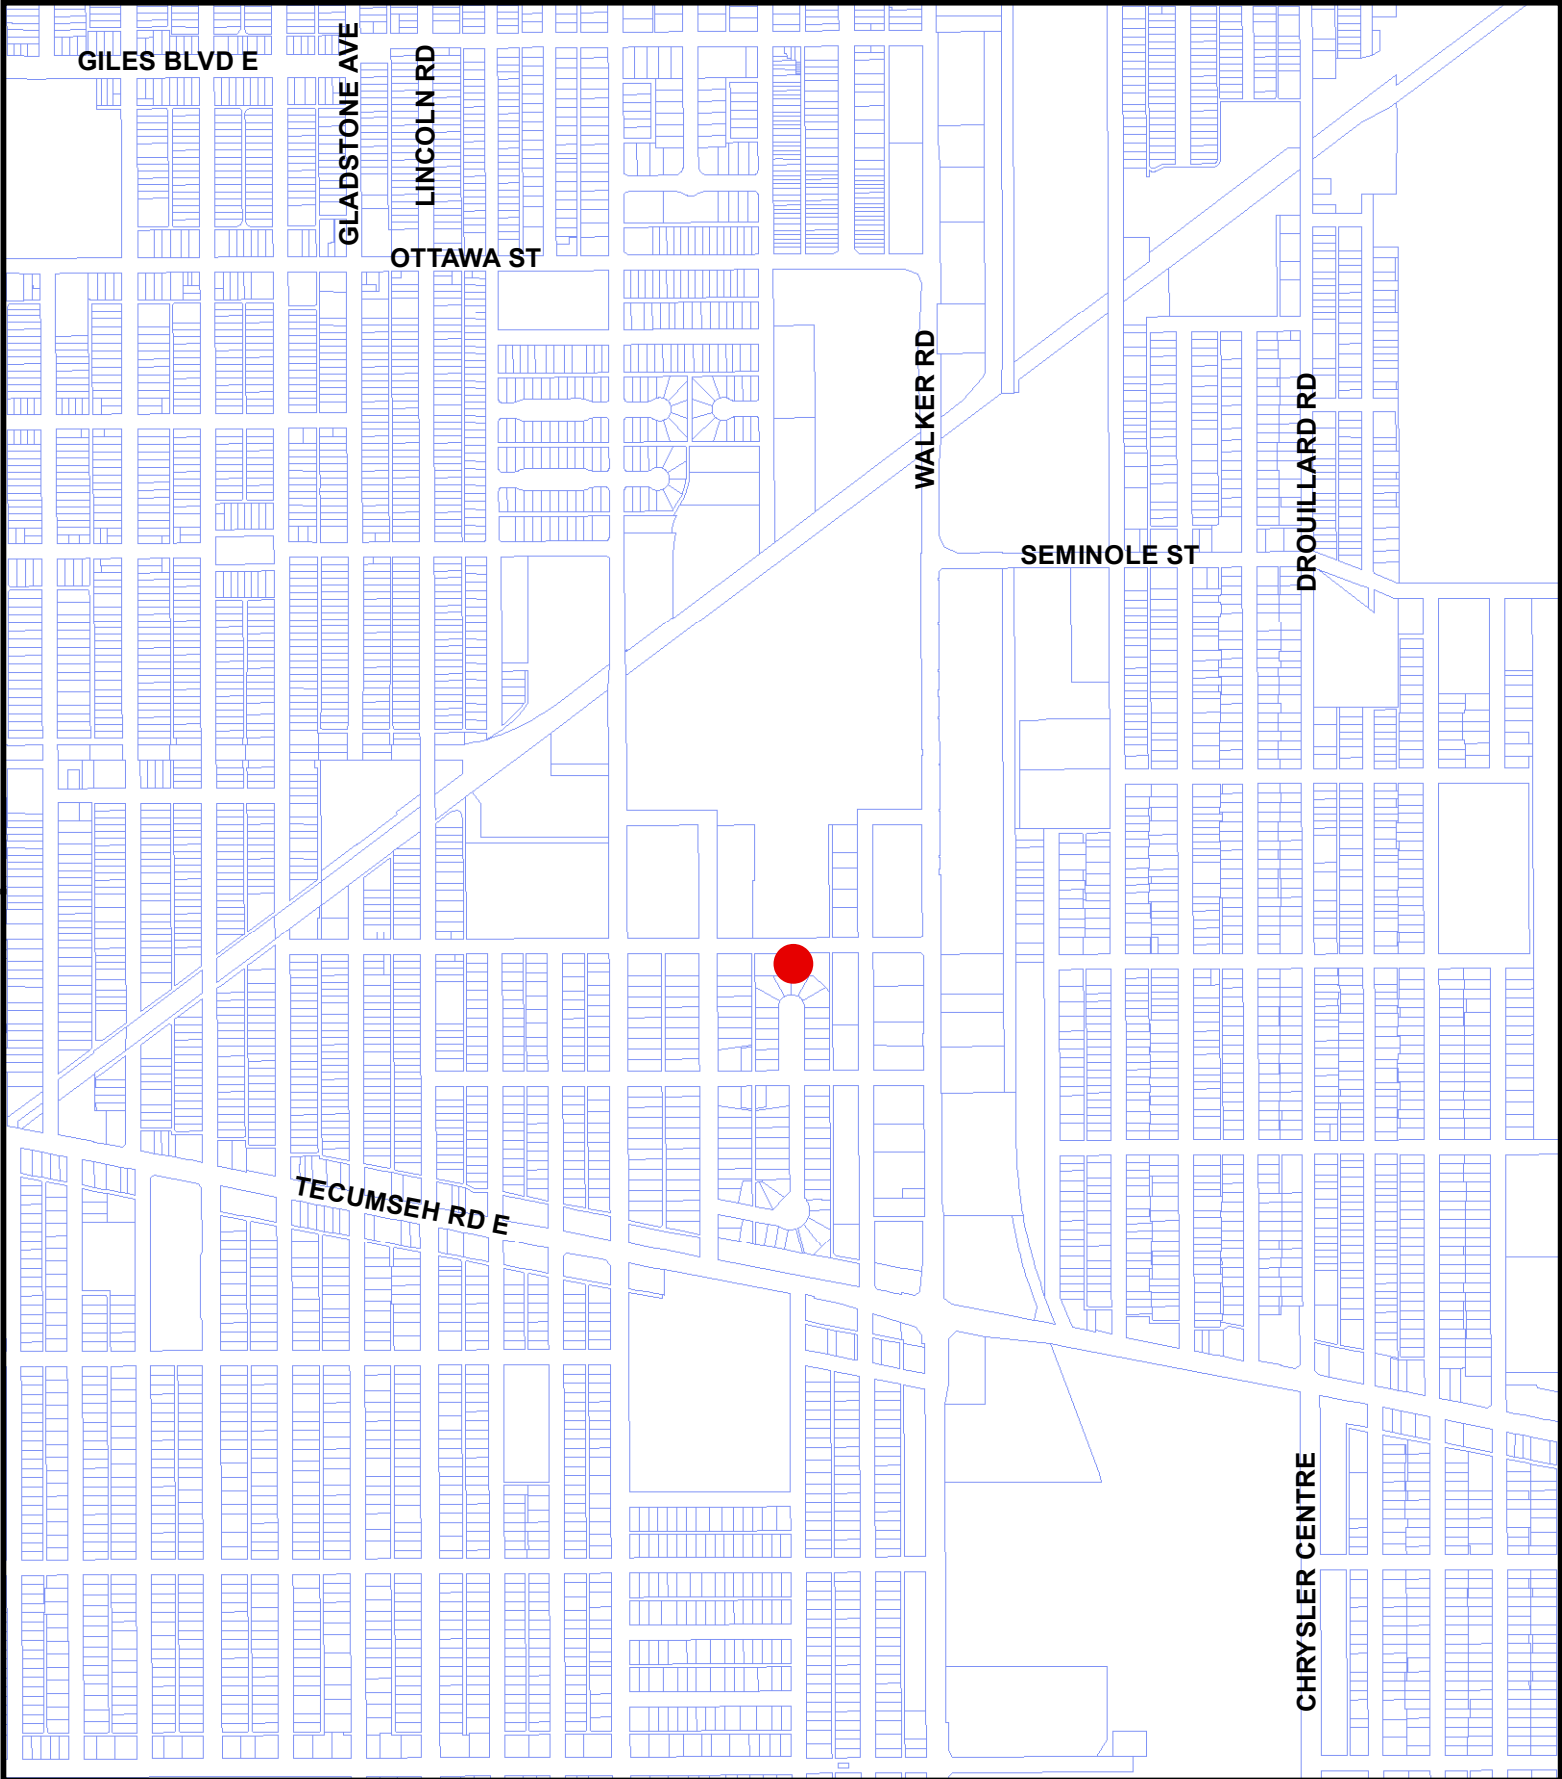 GILES BLVD E
GLADSTONE AVE
LINCOLN RD
OTTAWA ST
WALKER RD
SEMINOLE ST
DROUILLARD RD
TECUMSEH RD E
CHRYSLER CENTRE